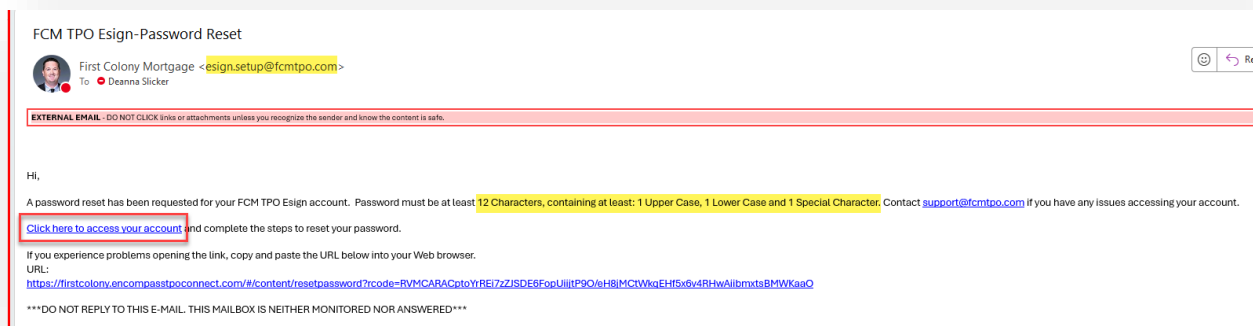 FCM TPO Esign-Password Reset
First Colony Mortgage <esign.setup@fcmtpo.com>
To Deanna Slicker
Re
EXTERNAL EMAIL - DO NOT CLICK links or attachments unless you recognize the sender and know the content is safe.
Hi,
A password reset has been requested for your FCM TPO Esign account. Password must be at least 12 Characters, containing at least: 1 Upper Case, 1 Lower Case and 1 Special Character. Contact support@fcmtpo.com if you have any issues accessing your account.
Click here to access your account and complete the steps to reset your password.
If you experience problems opening the link, copy and paste the URL below into your Web browser.
URL:
https://firstcolony.encompasstpoconnect.com/#/content/resetpassword?rcode=RVMCARACptoYrREi7zZJSDE6FopUiijtP9O/eH8jMCtWkqEHf5x6v4RHwAiibmxtsBMWKaaO
***DO NOT REPLY TO THIS E-MAIL. THIS MAILBOX IS NEITHER MONITORED NOR ANSWERED***